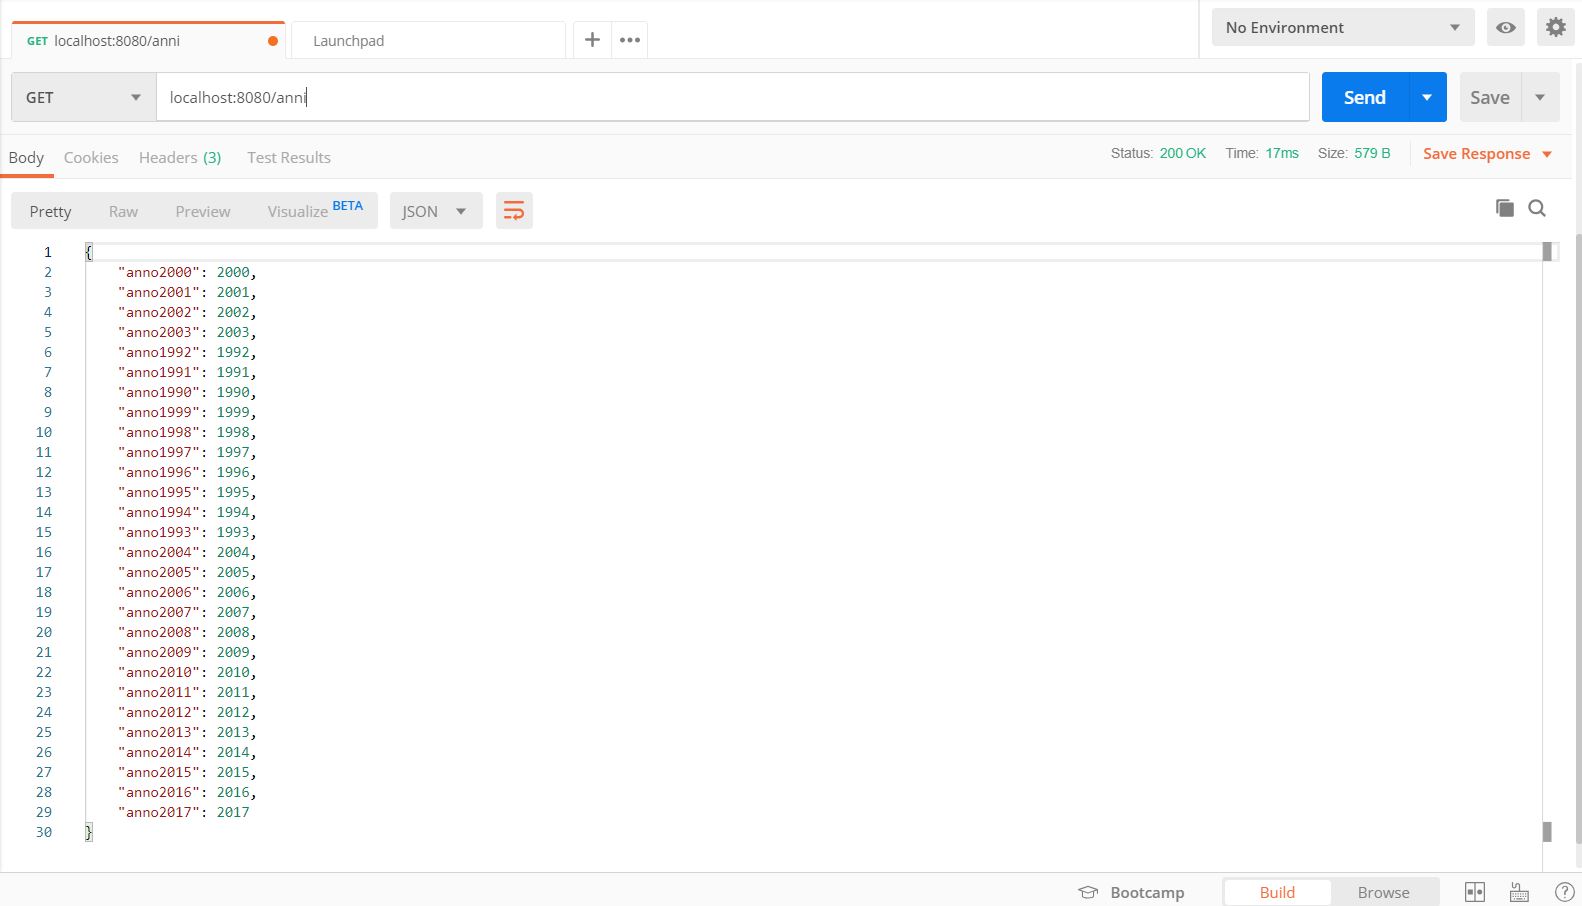 GET localhost:8080/anni
Launchpad
No Environment
GET
localhost:8080/anni
Send
Save
Body Cookies Headers (3) Test Results
Status: 200 OK Time: 17ms Size: 579 B Save Response
Pretty Raw Preview Visualize BETA JSON
1 {
2 "anno2000": 2000,
3 "anno2001": 2001,
4 "anno2002": 2002,
5 "anno2003": 2003,
6 "anno1992": 1992,
7 "anno1991": 1991,
8 "anno1990": 1990,
9 "anno1999": 1999,
10 "anno1998": 1998,
11 "anno1997": 1997,
12 "anno1996": 1996,
13 "anno1995": 1995,
14 "anno1994": 1994,
15 "anno1993": 1993,
16 "anno2004": 2004,
17 "anno2005": 2005,
18 "anno2006": 2006,
19 "anno2007": 2007,
20 "anno2008": 2008,
21 "anno2009": 2009,
22 "anno2010": 2010,
23 "anno2011": 2011,
24 "anno2012": 2012,
25 "anno2013": 2013,
26 "anno2014": 2014,
27 "anno2015": 2015,
28 "anno2016": 2016,
29 "anno2017": 2017
30 }
Bootcamp Build Browse